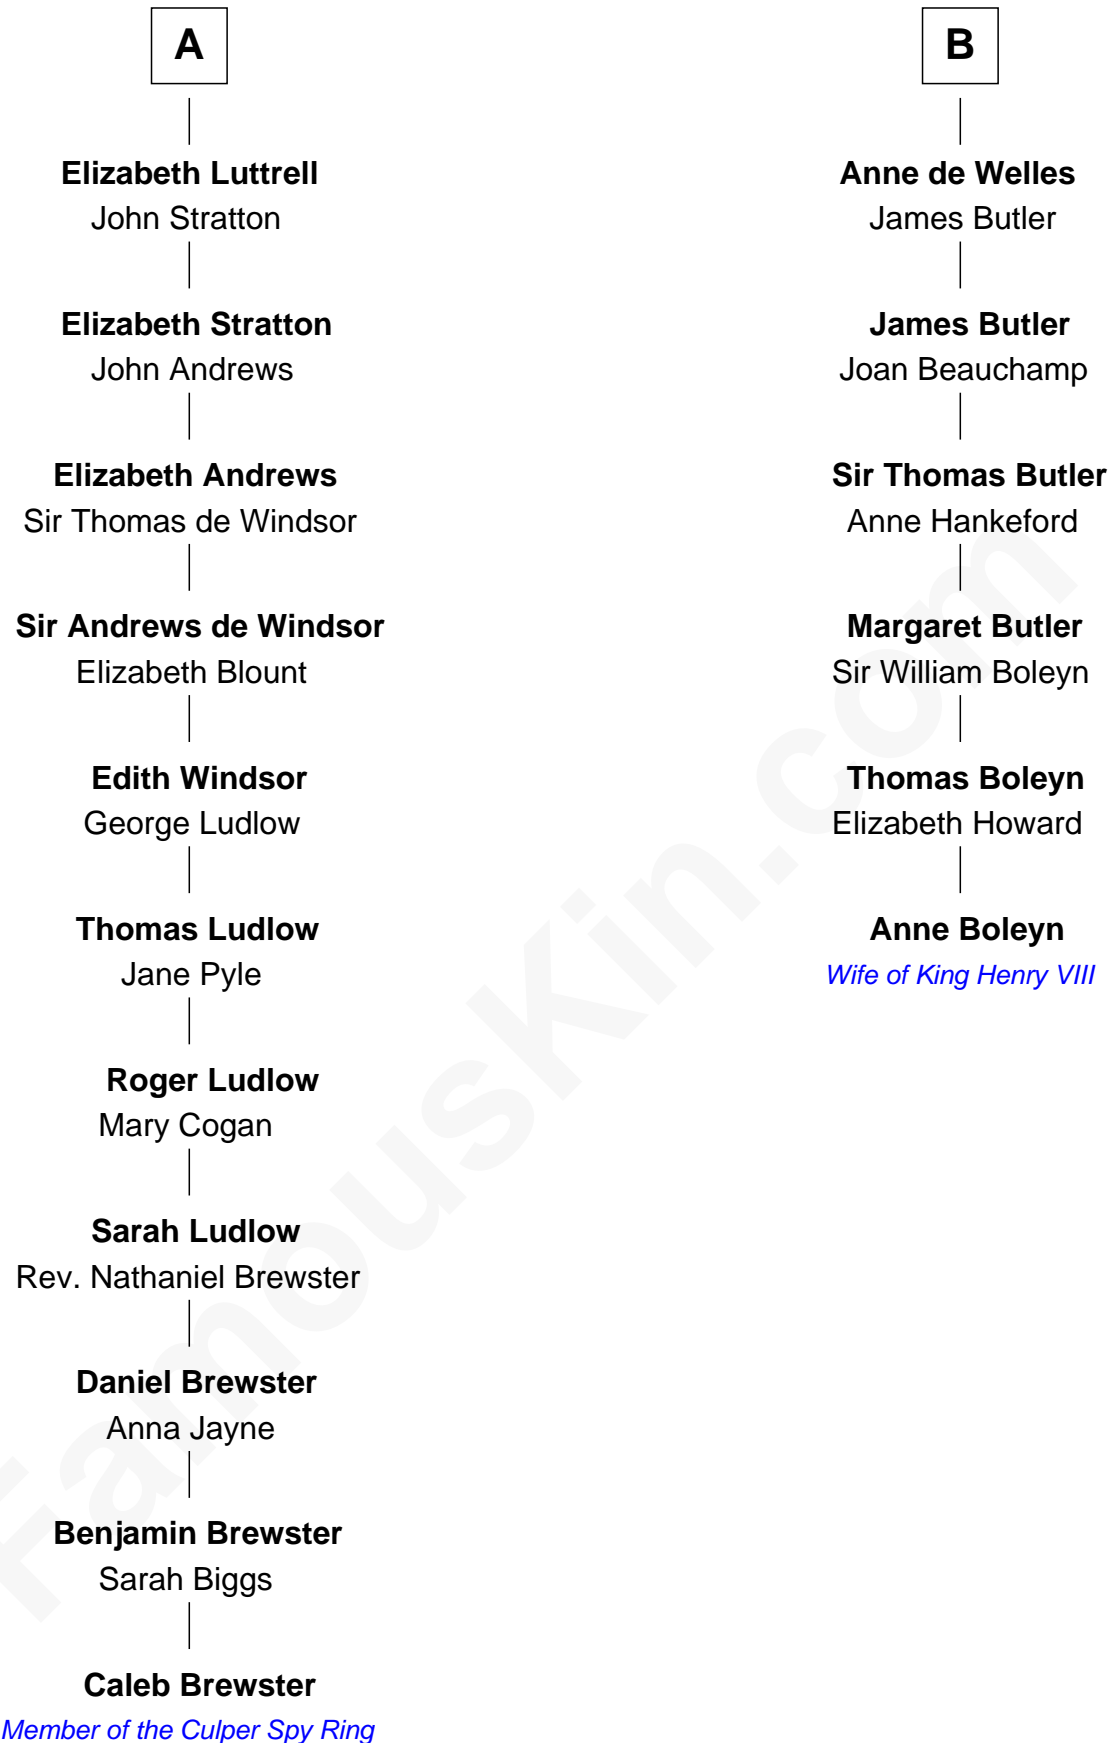 A
Elizabeth Luttrell
John Stratton
Elizabeth Stratton
John Andrews
Elizabeth Andrews
Sir Thomas de Windsor
Sir Andrews de Windsor
Elizabeth Blount
Edith Windsor
George Ludlow
Thomas Ludlow
Jane Pyle
Roger Ludlow
Mary Cogan
Sarah Ludlow
Rev. Nathaniel Brewster
Daniel Brewster
Anna Jayne
Benjamin Brewster
Sarah Biggs
Caleb Brewster
Member of the Culper Spy Ring
B
Anne de Welles
James Butler
James Butler
Joan Beauchamp
Sir Thomas Butler
Anne Hankeford
Margaret Butler
Sir William Boleyn
Thomas Boleyn
Elizabeth Howard
Anne Boleyn
Wife of King Henry VIII
FamousKin.com